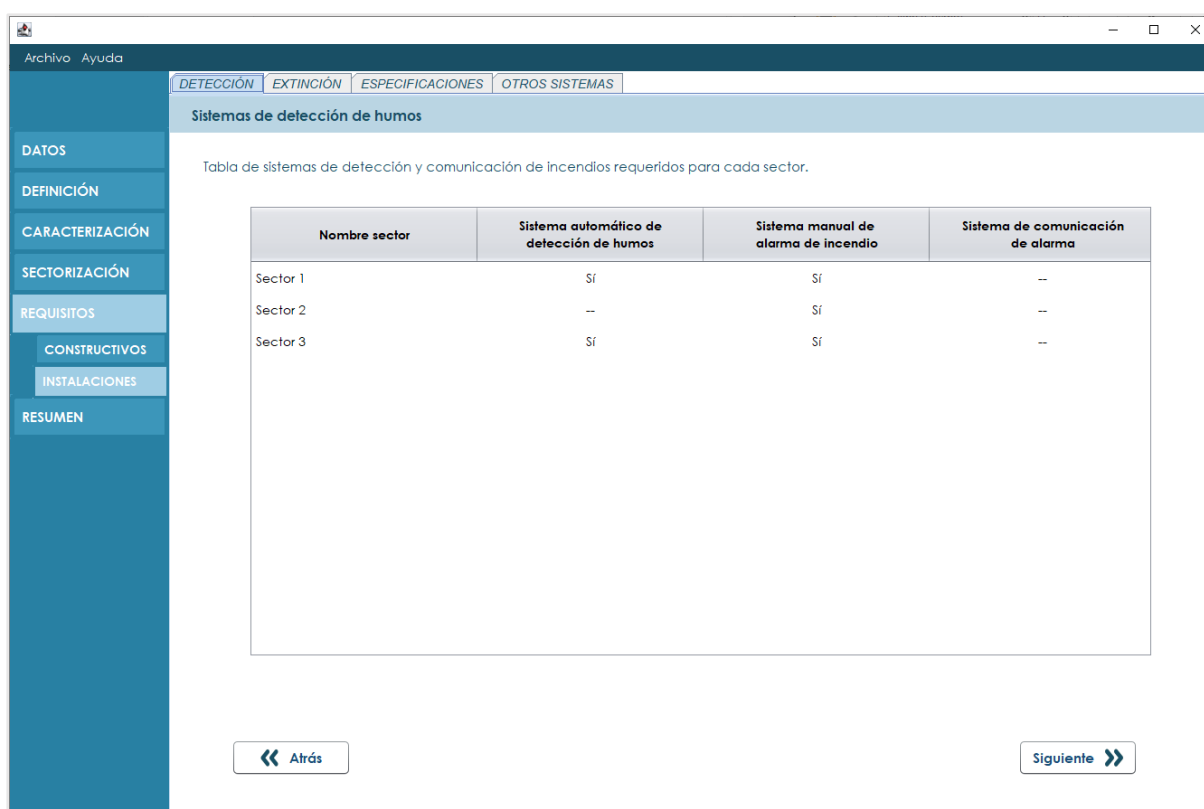 Archivo Ayuda
DETECCIÓN EXTINCIÓN ESPECIFICACIONES OTROS SISTEMAS
Sistemas de detección de humos
DATOS
DEFINICIÓN
CARACTERIZACIÓN
SECTORIZACIÓN
REQUISITOS
CONSTRUCTIVOS
INSTALACIONES
RESUMEN
Tabla de sistemas de detección y comunicación de incendios requeridos para cada sector.
Nombre sector
Sistema automático de
detección de humos
Sistema manual de
alarma de incendio
Sistema de comunicación
de alarma
Sector 1 Sí Sí --
Sector 2 -- Sí --
Sector 3 Sí Sí --
Atrás
Siguiente